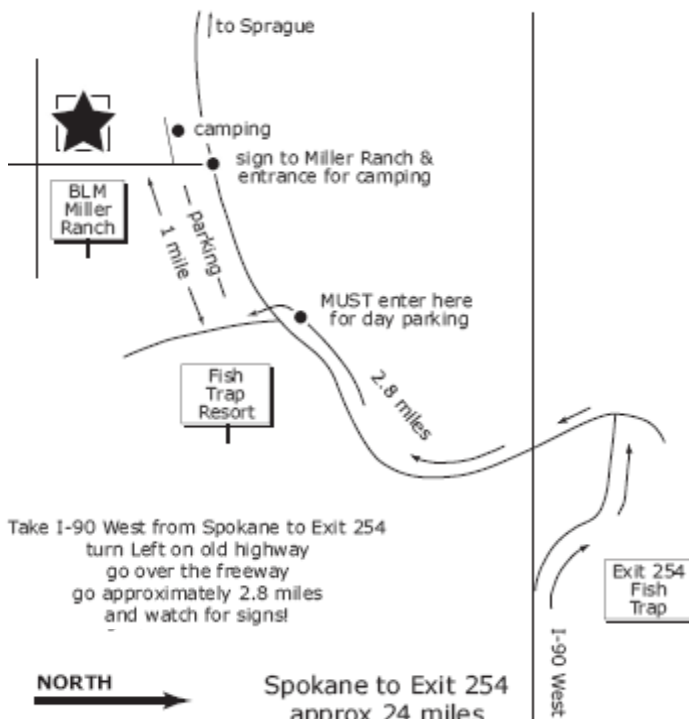 to Sprague
camping
sign to Miller Ranch &
entrance for camping
BLM
Miller
Ranch
parking
1 mile
MUST enter here
for day parking
Fish
Trap
Resort
2.8 miles
Take I-90 West from Spokane to Exit 254
turn Left on old highway
go over the freeway
go approximately 2.8 miles
and watch for signs!
Exit 254
Fish
Trap
I-90 West
NORTH
Spokane to Exit 254
approx 24 miles